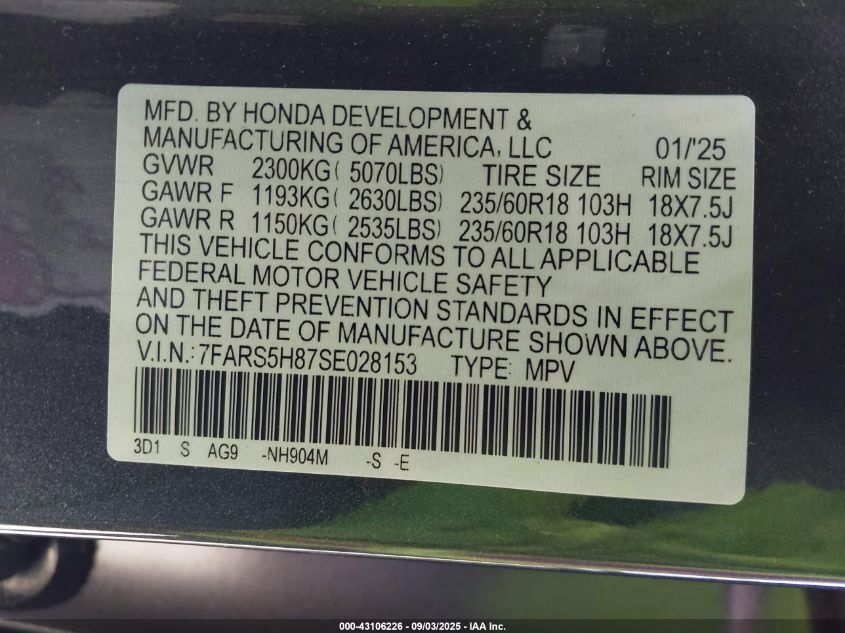 MFD. BY HONDA DEVELOPMENT &
MANUFACTURING OF AMERICA, LLC 01/'25
GVWR 2300KG( 5070LBS) TIRE SIZE RIM SIZE
GAWR F 1193KG( 2630LBS) 235/60R18 103H 18X7.5J
GAWR R 1150KG( 2535LBS) 235/60R18 103H 18X7.5J
THIS VEHICLE CONFORMS TO ALL APPLICABLE
FEDERAL MOTOR VEHICLE SAFETY
AND THEFT PREVENTION STANDARDS IN EFFECT
ON THE DATE OF MANUFACTURE SHOWN ABOVE.
V.I.N.:7FARS5H87SE028153 TYPE: MPV
3D1 S AG9 -NH904M -S -E
000-43106226 - 09/03/2025 - IAA Inc.